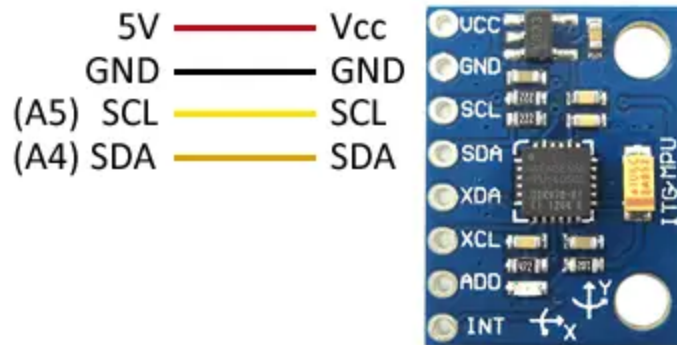 5V Vcc
GND GND
(A5) SCL SCL
(A4) SDA SDA
VCC
GND
SCL
SDA
XDA
XCL
ADD
INT
ITG/MPU
X
Y